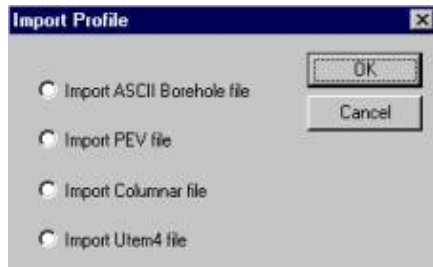 Import Profile
OK
Import ASCII Borehole file
Cancel
Import PEV file
Import Columnar file
Import Utem4 file